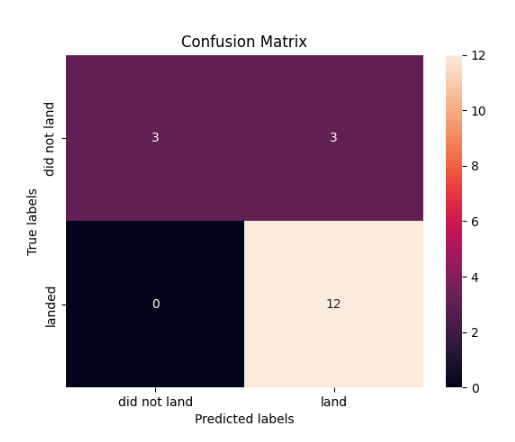 Confusion Matrix
did not land
landed
True labels
3
3
0
12
did not land
land
Predicted labels
12
10
8
6
4
2
0